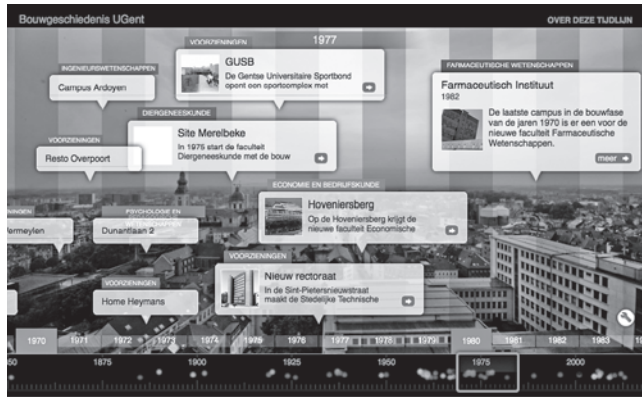 Bouwgeschiedenis UGent
OVER DEZE TIJDLIJN
VOORZIENINGEN
1977
GUSB
De Gentse Universitaire Sportbond
opent een sportcomplex met
INGENIEURSWETENSCHAPPEN
Campus Ardoyen
FARMACEUTISCHE WETENSCHAPPEN
Farmaceutisch Instituut
1982
De laatste campus in de bouwfase
van de jaren 1970 is er een voor de
nieuwe faculteit Farmaceutische
Wetenschappen.
meer
DIERGENEESKUNDE
Site Merelbeke
In 1975 start de faculteit
Diergeneeskunde met de bouw
VOORZIENINGEN
Resto Overpoort
ECONOMIE EN BEDRIJFSKUNDE
Hoveniersberg
Op de Hoveniersberg krijgt de
nieuwe faculteit Economische
NINGEN
Vermeylen
PSYCHOLOGIE EN
Dunantlaan 2
VOORZIENINGEN
Nieuw rectoraat
In de Sint-Pietersnieuwstraat
maakt de Stedelijke Technische
VOORZIENINGEN
Home Heymans
1970 1971 1972 1973 1974 1975 1976 1977 1978 1979 1980 1981 1982 1983
50 1875 1900 1925 1950 1975 2000